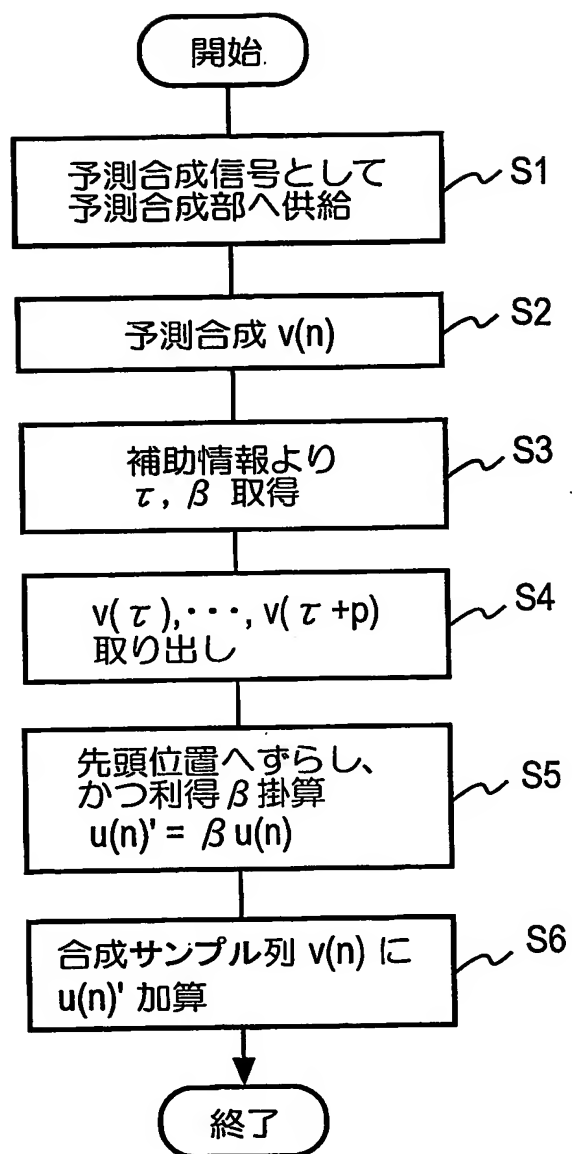 開始
予測合成信号として
予測合成部へ供給
S1
予測合成 v(n)
S2
補助情報より
τ, β 取得
S3
v(τ),･･･, v(τ+p)
取り出し
S4
先頭位置へずらし、
かつ利得β掛算
u(n)' = βu(n)
S5
合成サンプル列 v(n) に
u(n)' 加算
S6
終了